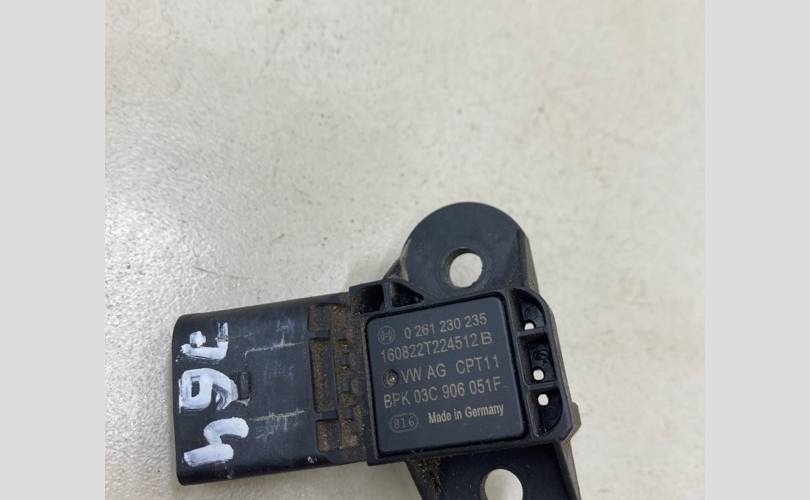 0 261 230 235
160822T224512 B
VW AG CPT11
BPK 03C 906 051F
816 Made in Germany